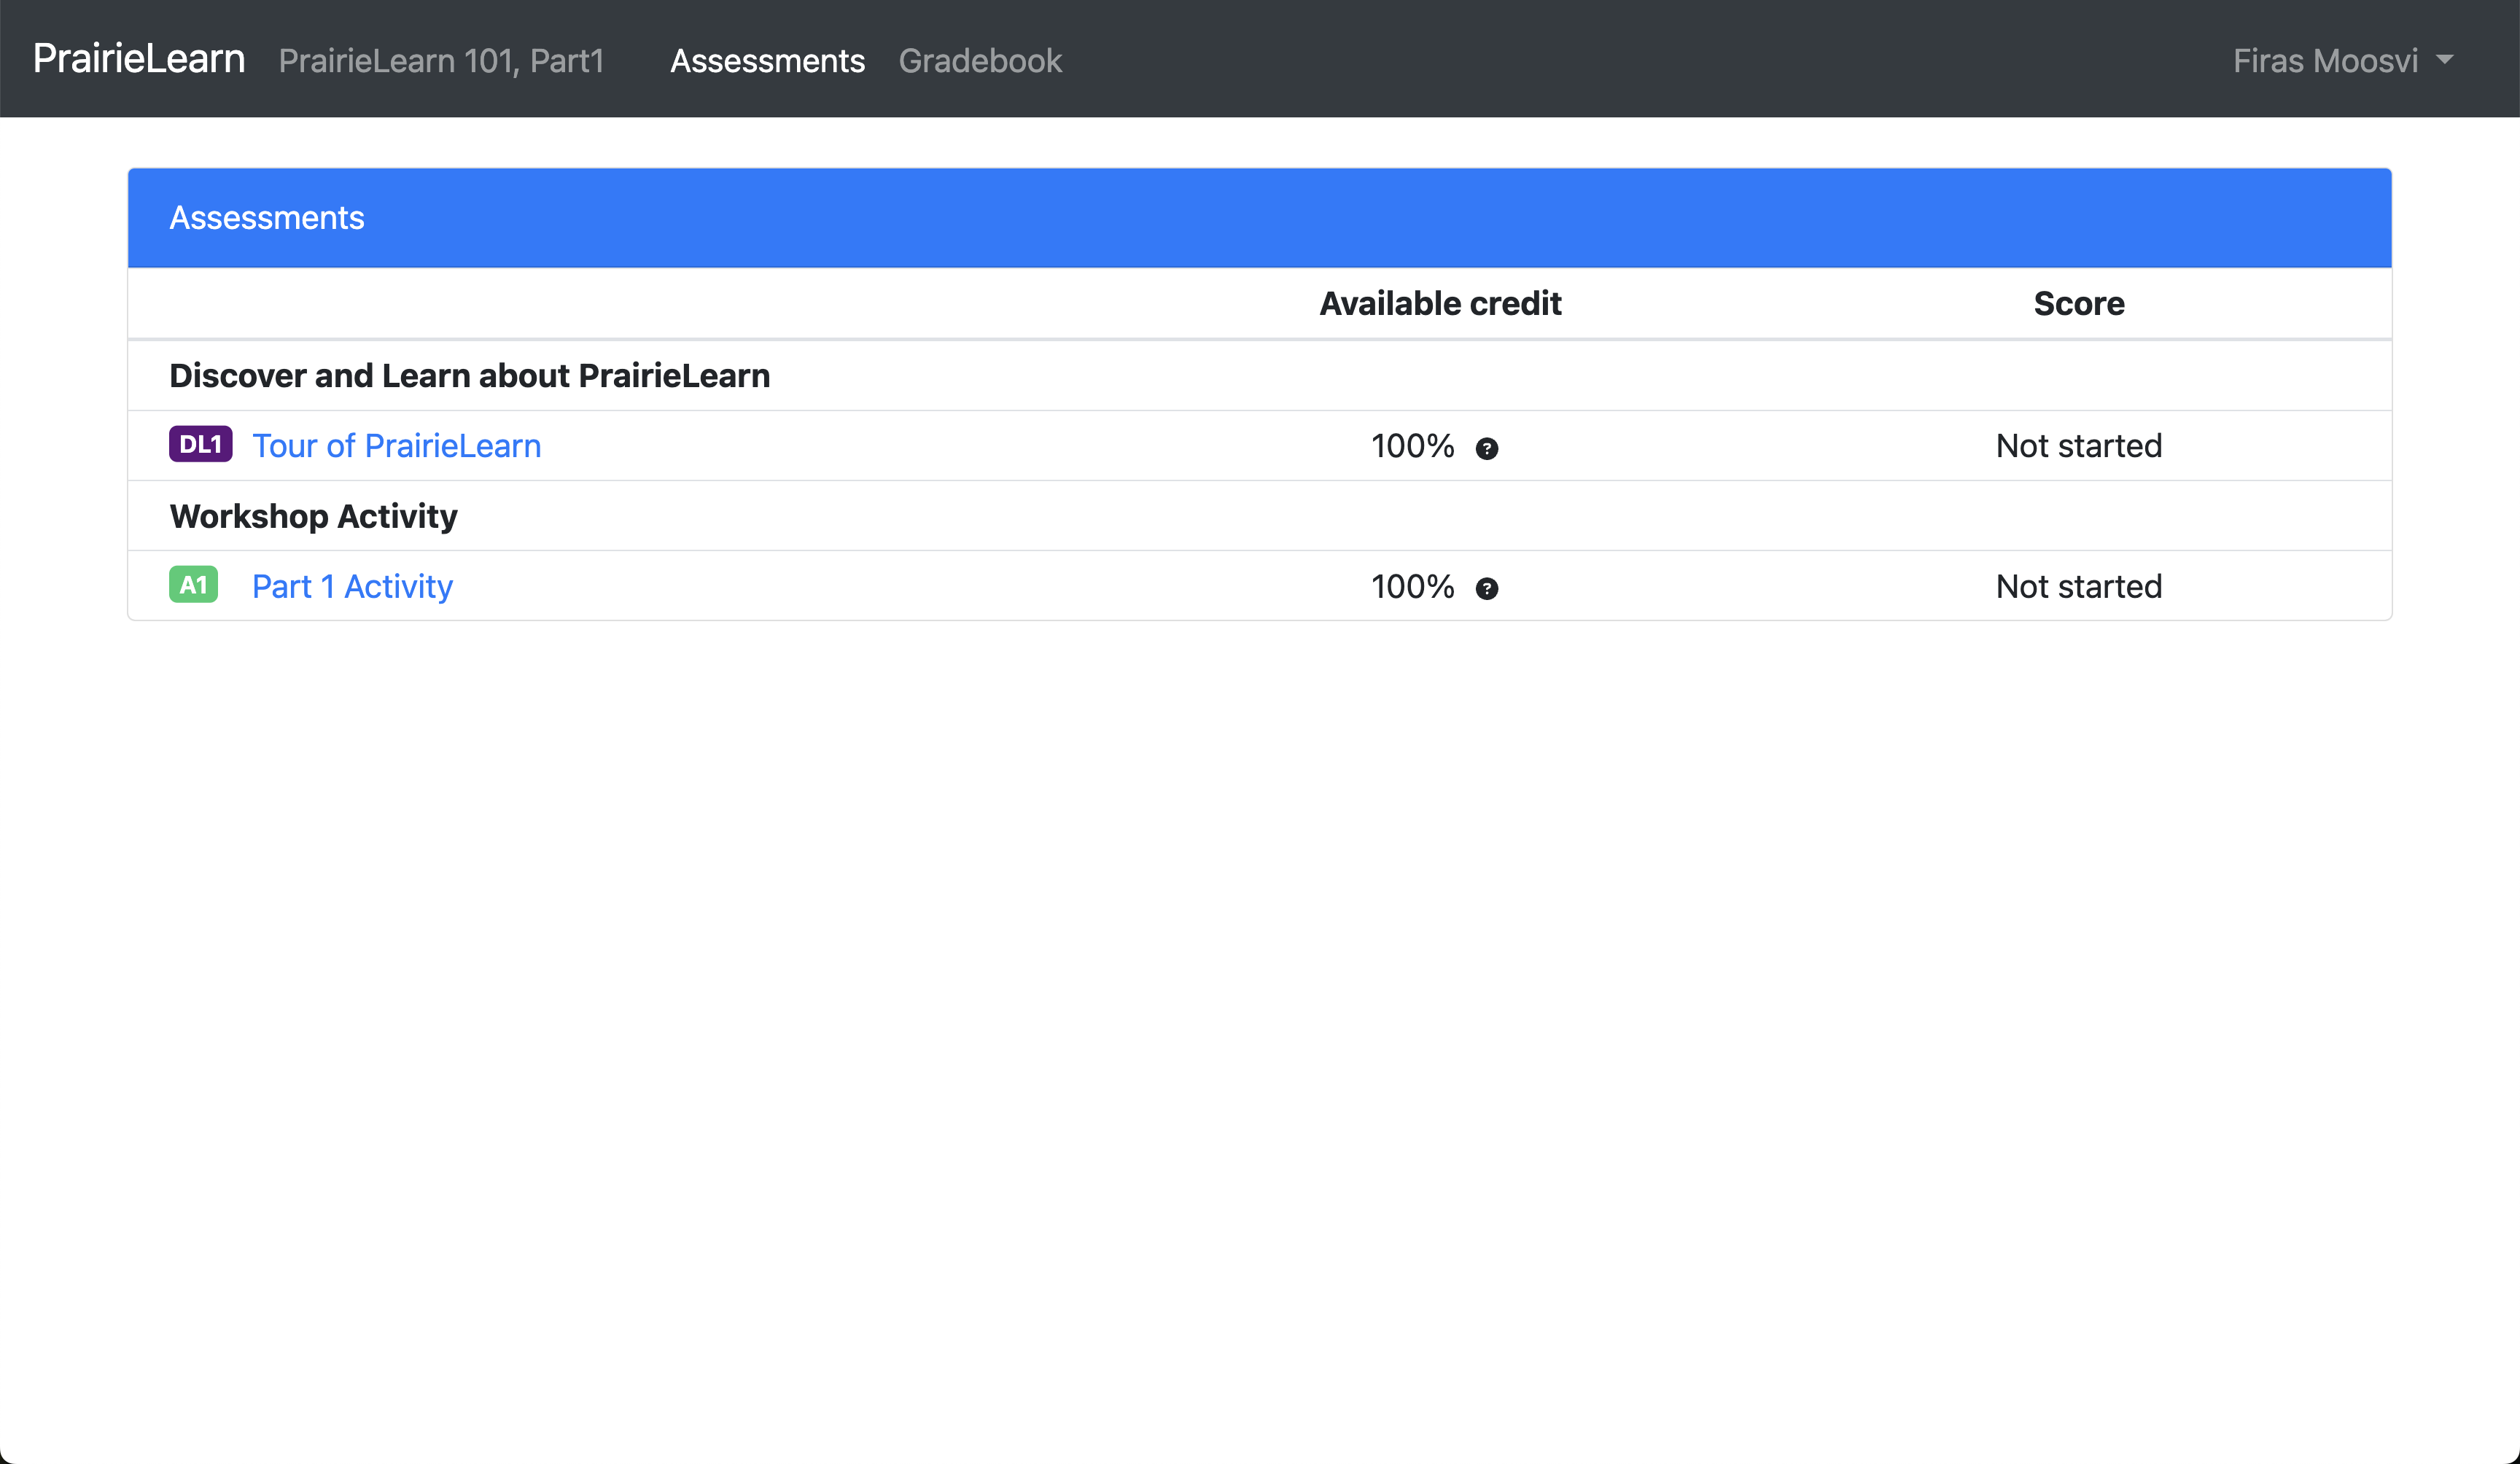 PrairieLearn PrairieLearn 101, Part1 Assessments Gradebook Firas Moosvi
Assessments
Available credit Score
Discover and Learn about PrairieLearn
DL1 Tour of PrairieLearn 100% ? Not started
Workshop Activity
A1 Part 1 Activity 100% ? Not started